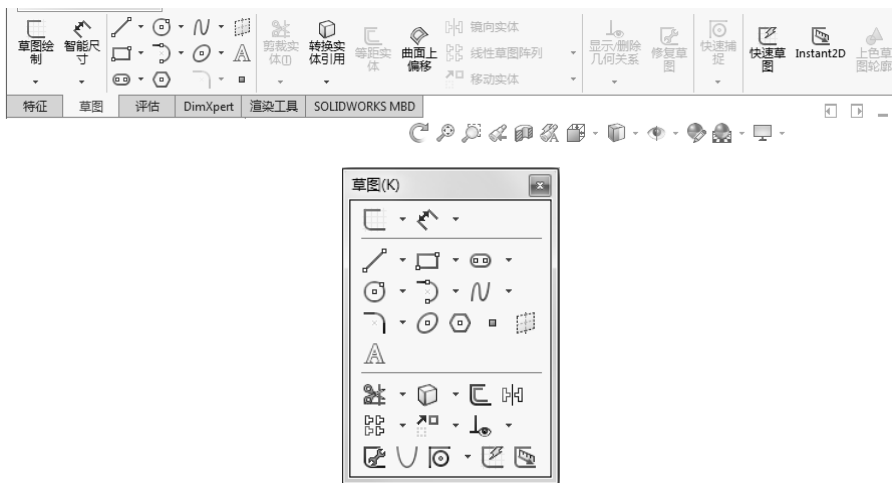 草图绘制
智能尺寸
剪裁实体(I)
转换实体引用
等距实体
曲面上偏移
镜向实体
线性草图阵列
移动实体
显示/删除几何关系
修复草图
快速捕捉
快速草图
Instant2D
上色草图轮廓
特征 草图 评估 DimXpert 渲染工具 SOLIDWORKS MBD
草图(K)